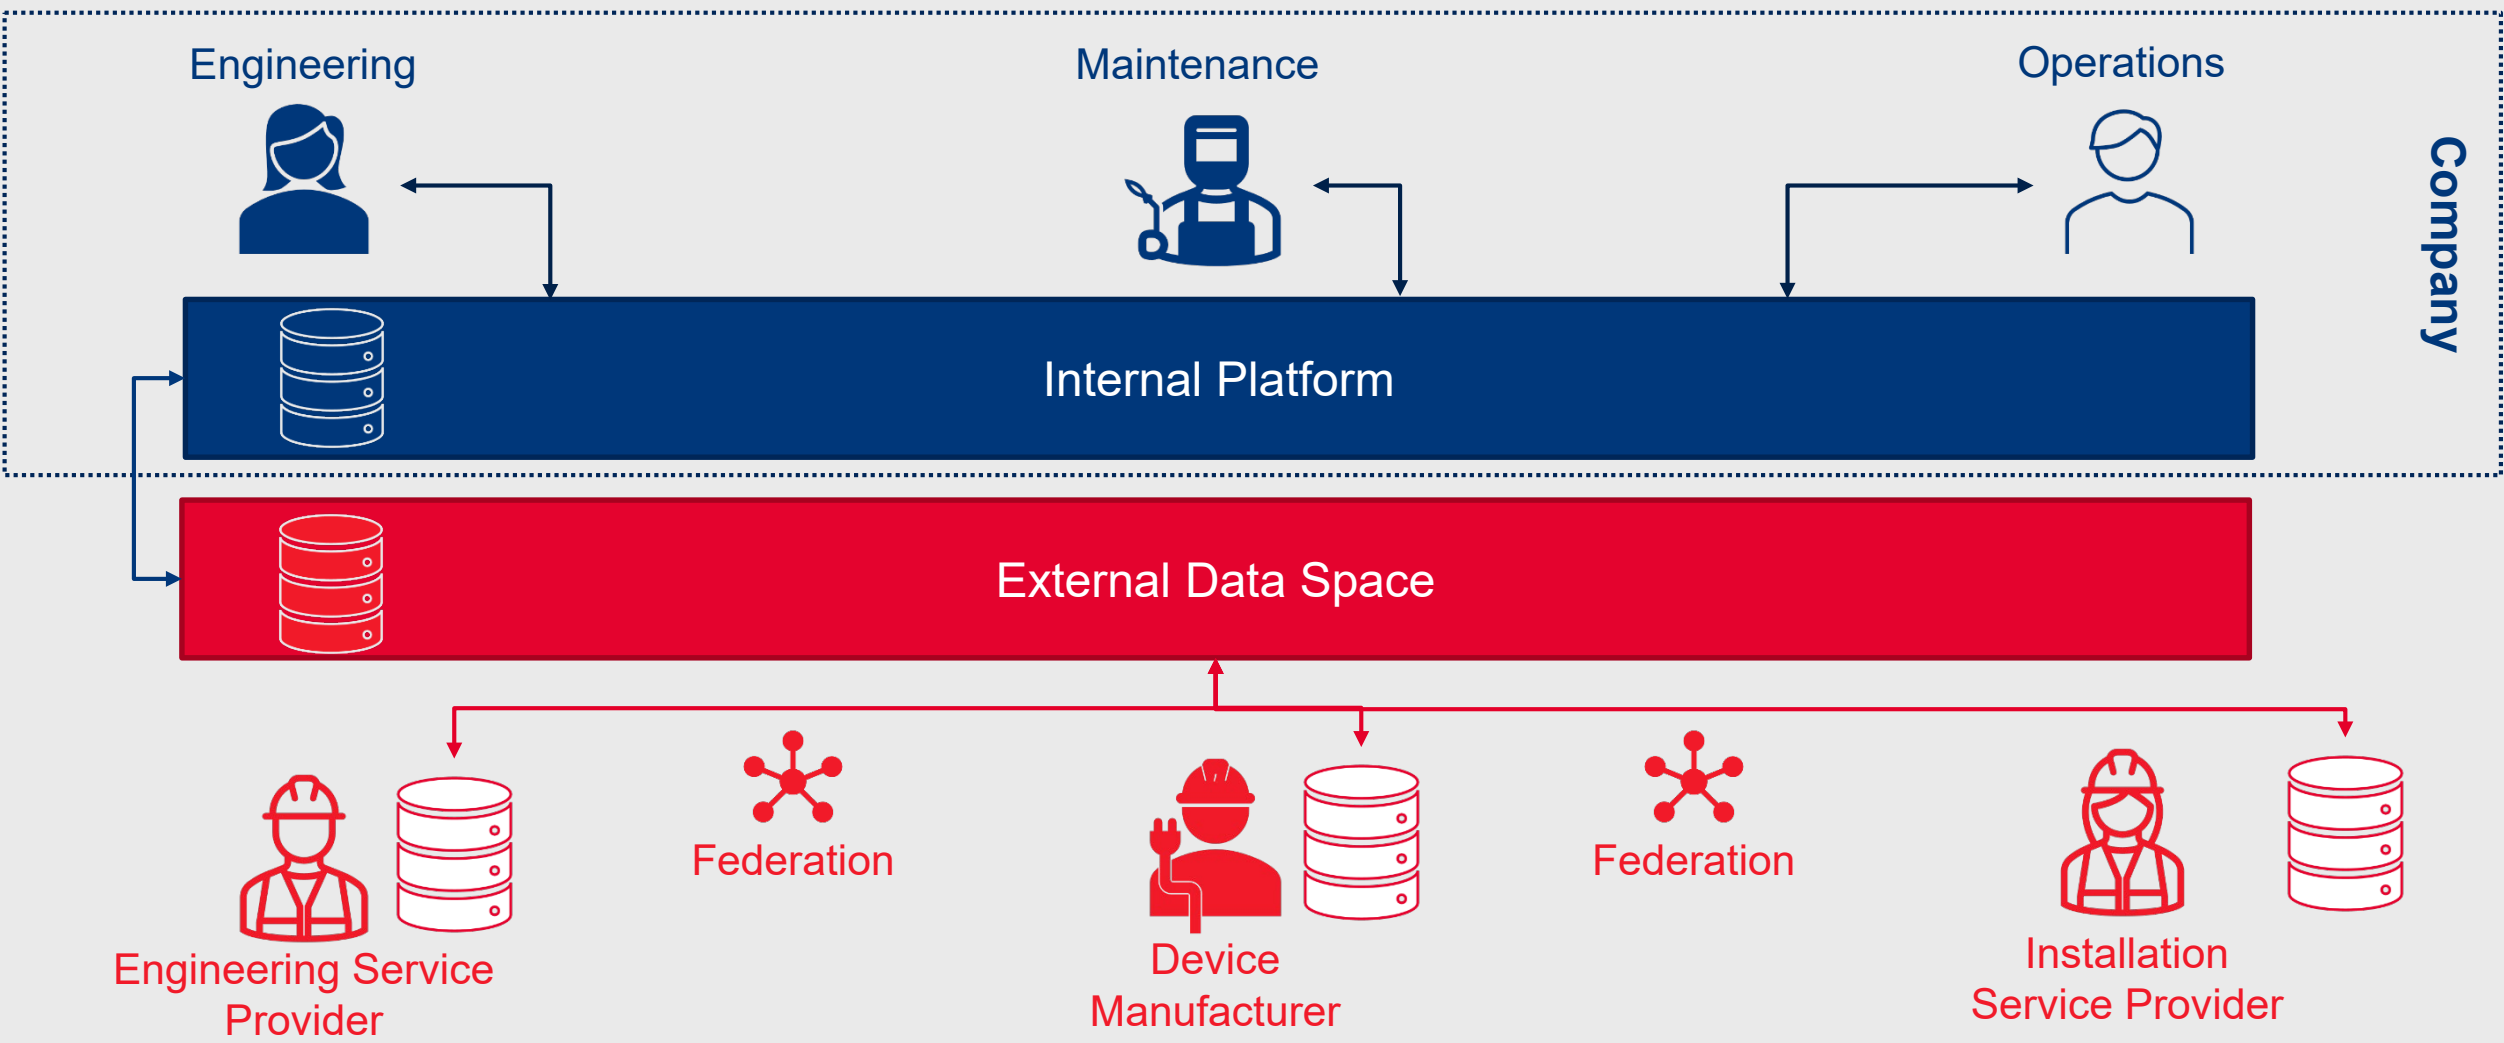 Engineering
Maintenance
Operations
Company
Internal Platform
External Data Space
Federation
Federation
Engineering Service
Provider
Device
Manufacturer
Installation
Service Provider